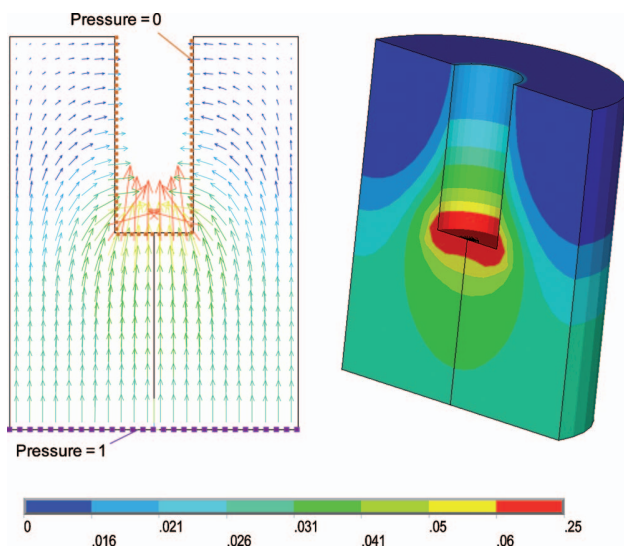 Pressure = 0
Pressure = 1
0 .016 .021 .026 .031 .041 .05 .06 .25